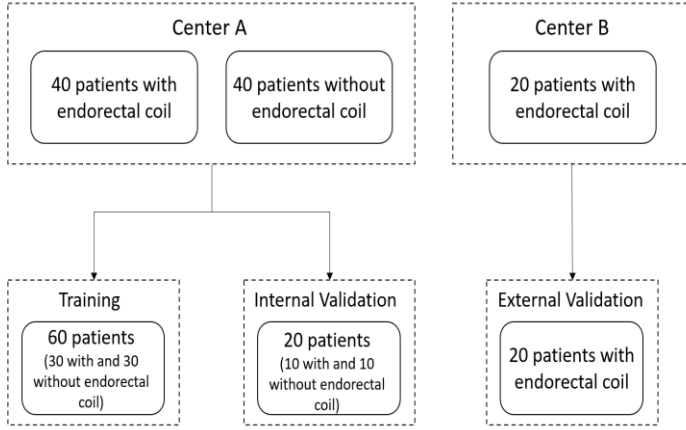 Center A
40 patients with
endorectal coil
40 patients without
endorectal coil
Center B
20 patients with
endorectal coil
Training
60 patients
(30 with and 30
without endorectal
coil)
Internal Validation
20 patients
(10 with and 10
without endorectal
coil)
External Validation
20 patients with
endorectal coil